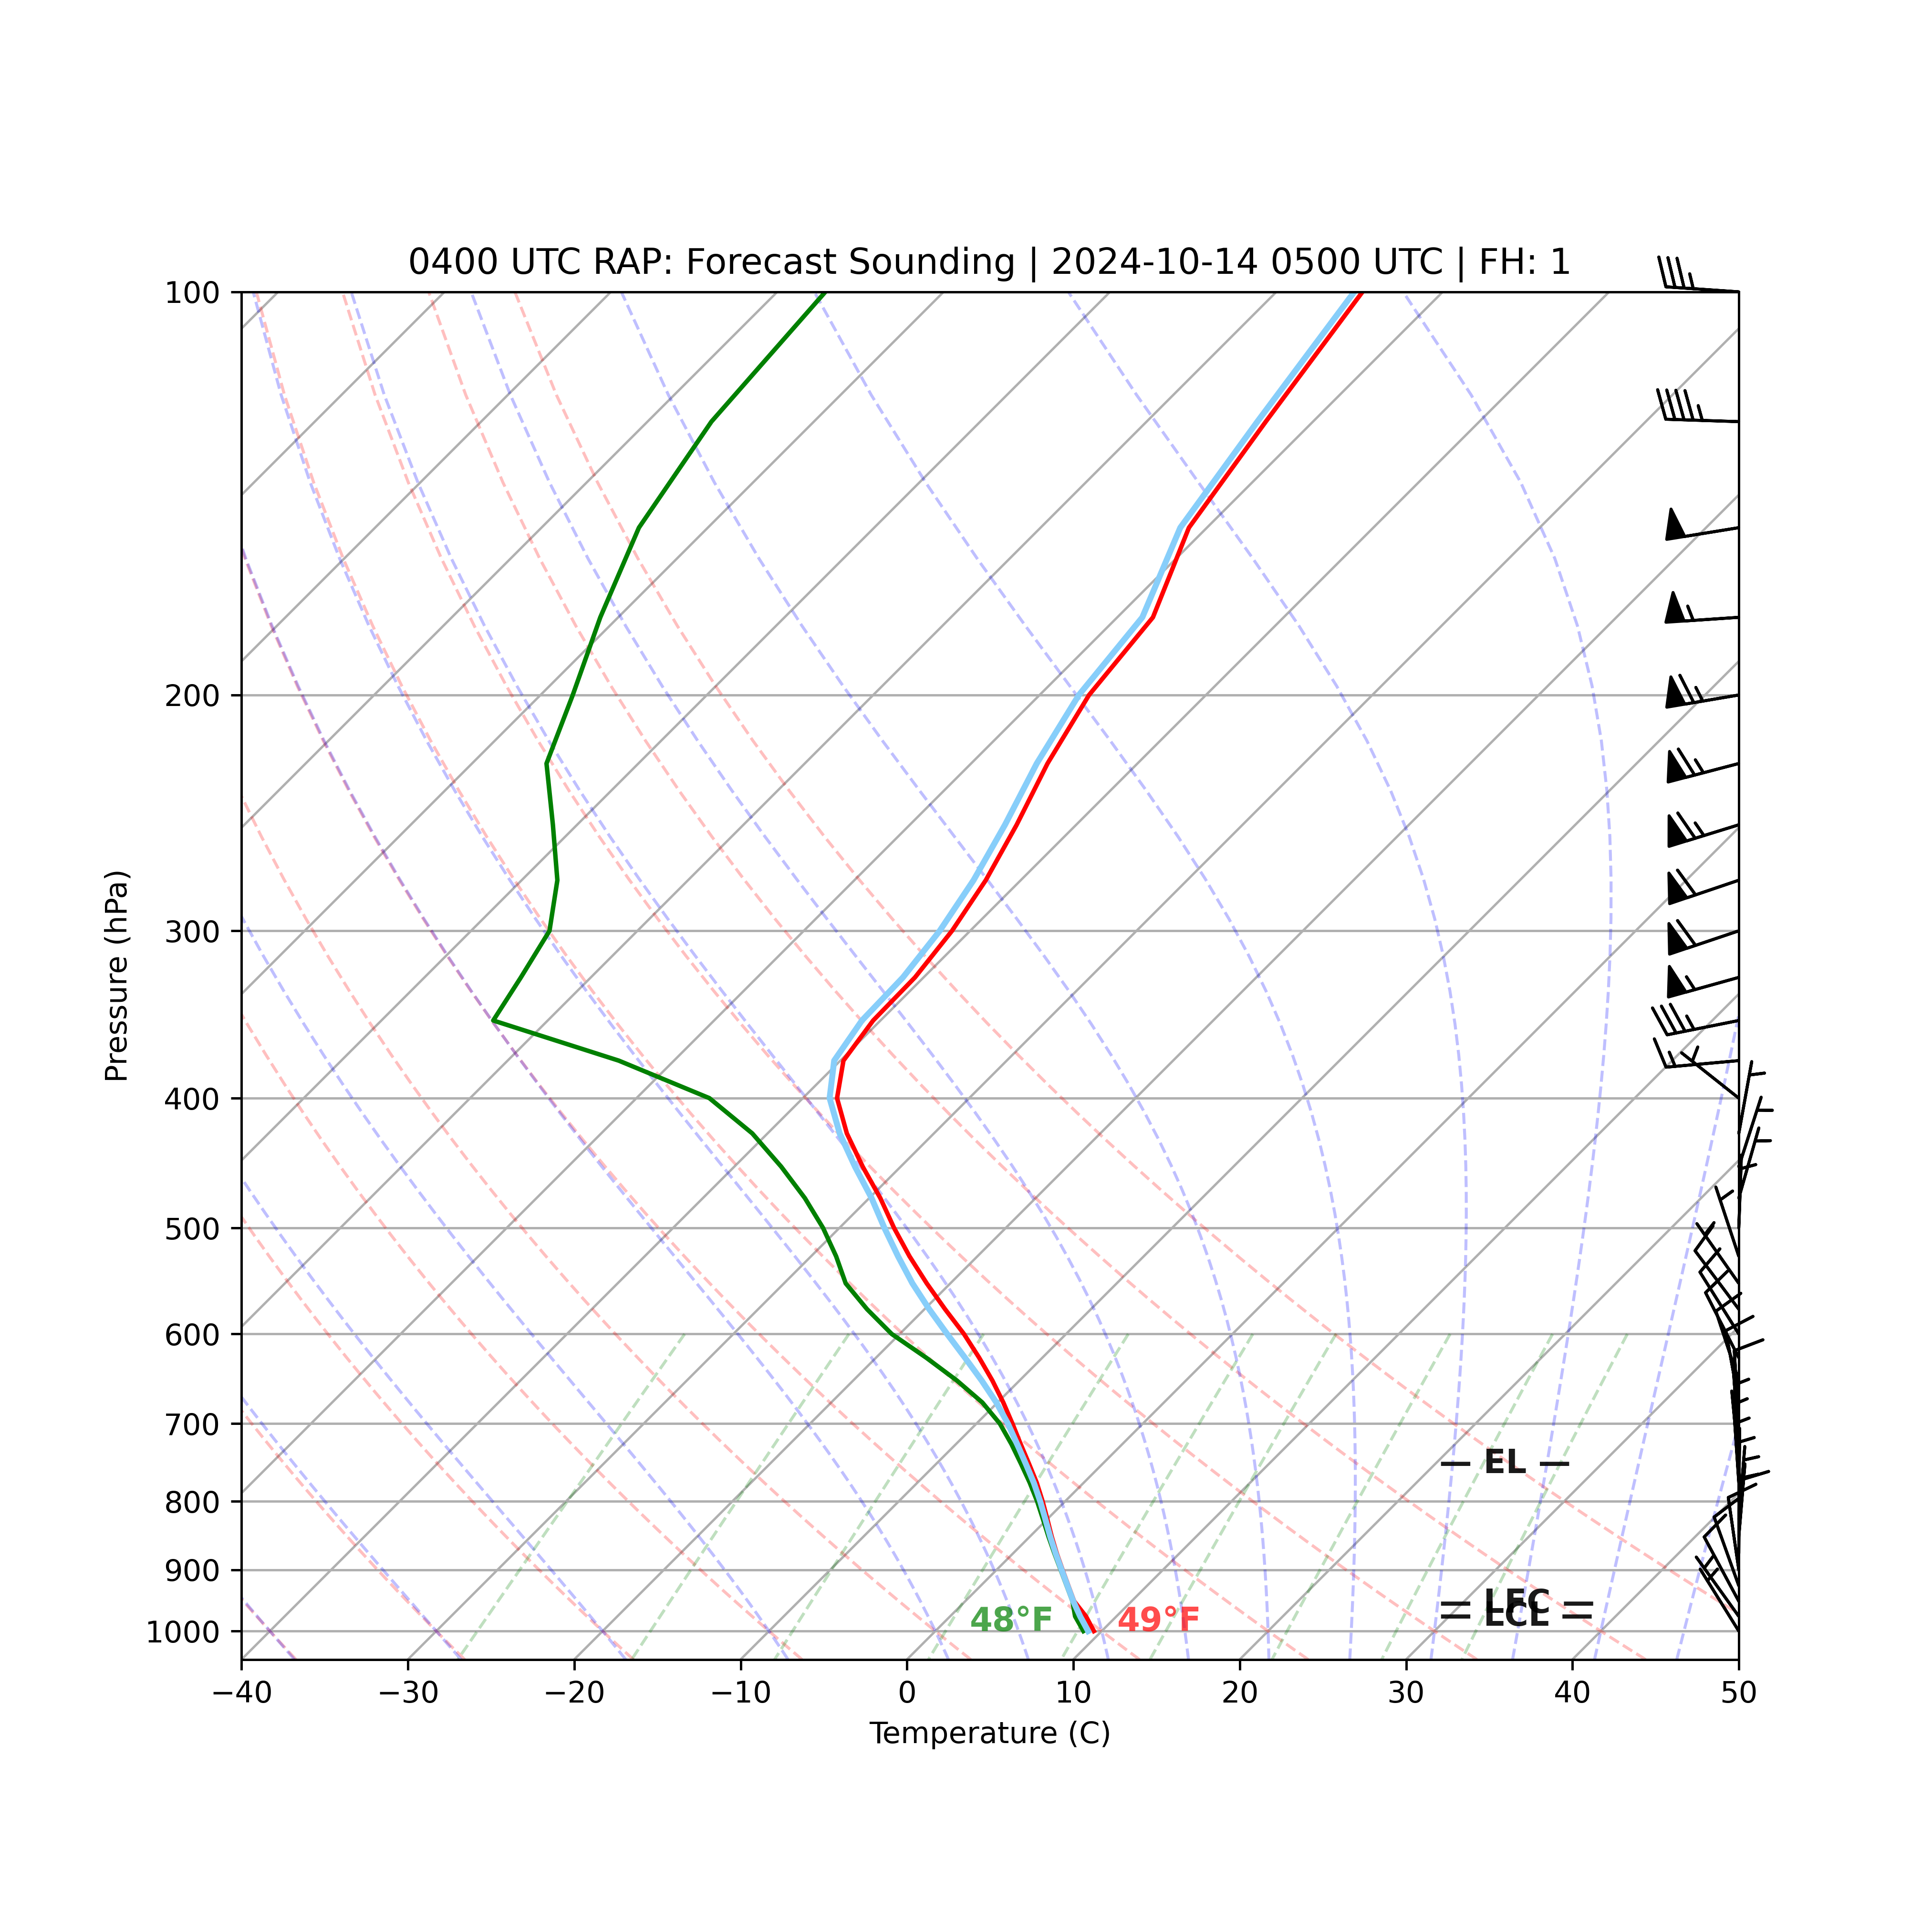 0400 UTC RAP: Forecast Sounding | 2024-10-14 0500 UTC | FH: 1
100
200
300
400
500
600
700
800
900
1000
Pressure (hPa)
— EL —
— LFC —
— LCL —
48°F
49°F
−40 −30 −20 −10 0 10 20 30 40 50
Temperature (C)